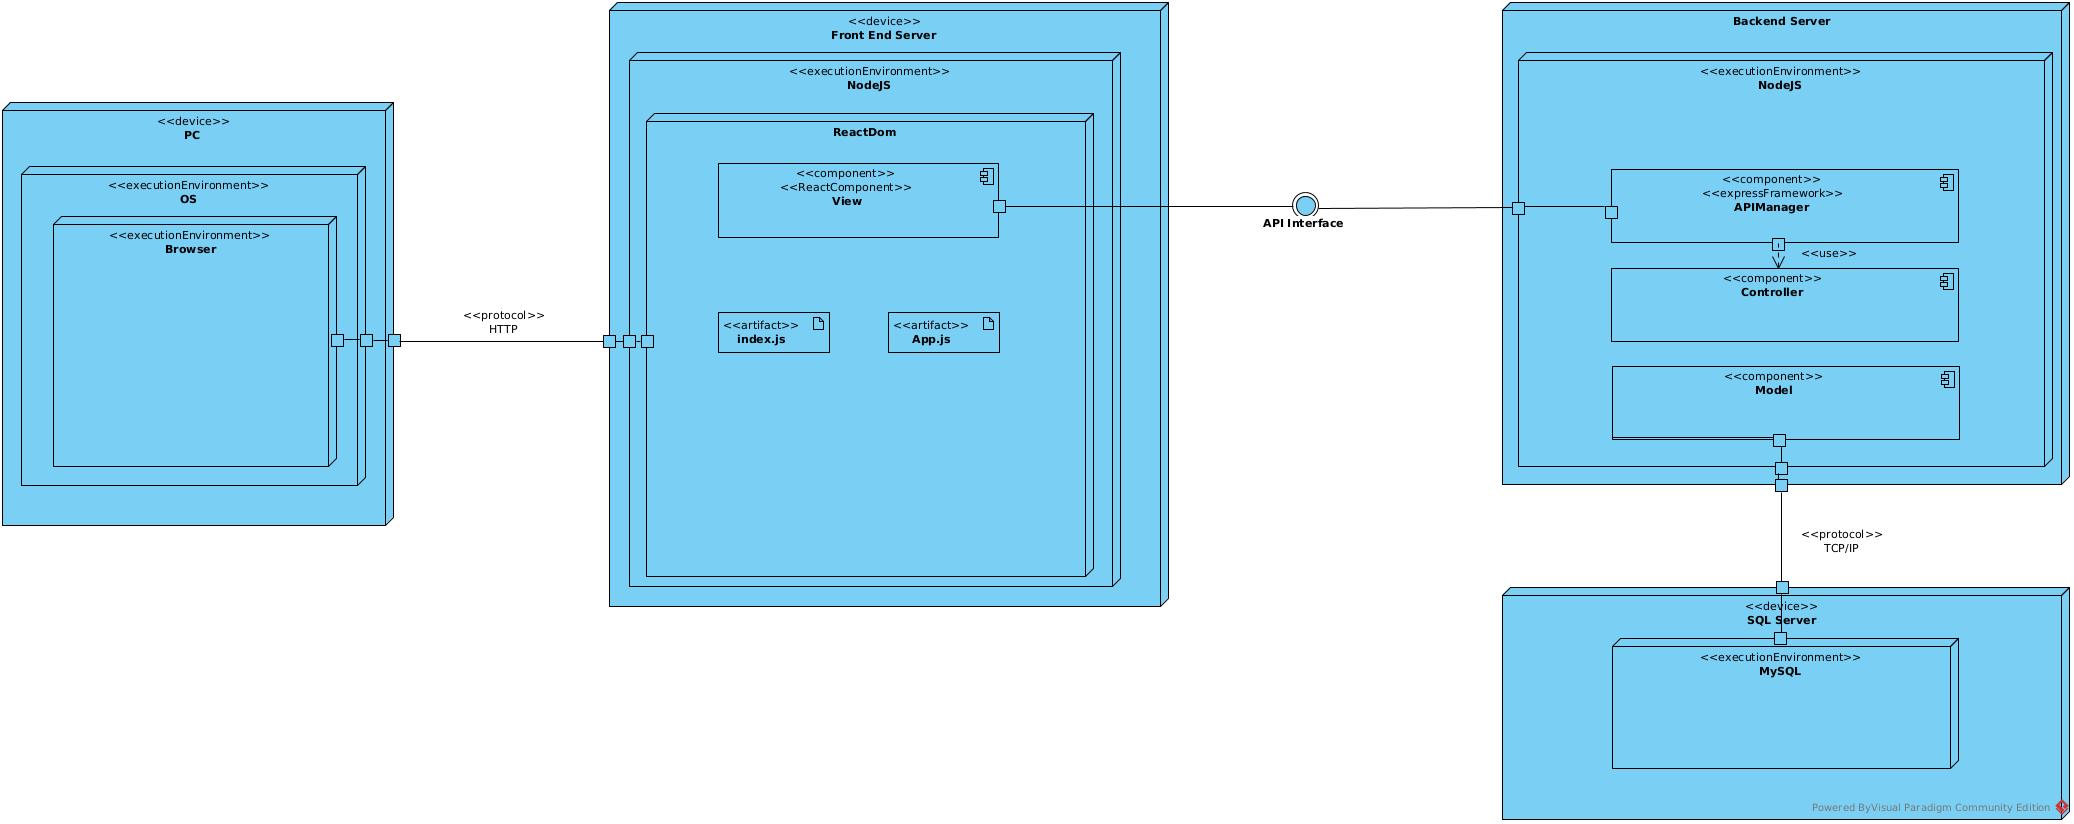 <<device>>
PC
<<executionEnvironment>>
OS
<<executionEnvironment>>
Browser
<<protocol>>
HTTP
<<device>>
Front End Server
<<executionEnvironment>>
NodeJS
ReactDom
<<component>>
<<ReactComponent>>
View
<<artifact>>
index.js
<<artifact>>
App.js
API Interface
Backend Server
<<executionEnvironment>>
NodeJS
<<component>>
<<expressFramework>>
APIManager
<<use>>
<<component>>
Controller
<<component>>
Model
<<protocol>>
TCP/IP
<<device>>
SQL Server
<<executionEnvironment>>
MySQL
Powered ByVisual Paradigm Community Edition